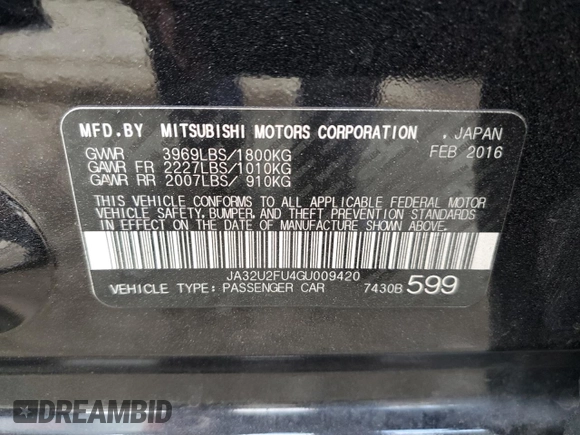 MFD.BY MITSUBISHI MOTORS CORPORATION , JAPAN
GVWR 3969LBS/1800KG FEB 2016
GAWR FR 2227LBS/1010KG
GAWR RR 2007LBS/ 910KG
THIS VEHICLE CONFORMS TO ALL APPLICABLE FEDERAL MOTOR
VEHICLE SAFETY, BUMPER, AND THEFT PREVENTION STANDARDS
IN EFFECT ON THE DATE OF MANUFACTURE SHOWN ABOVE.
JA32U2FU4GU009420
VEHICLE TYPE: PASSENGER CAR 7430B 599
DREAMBID